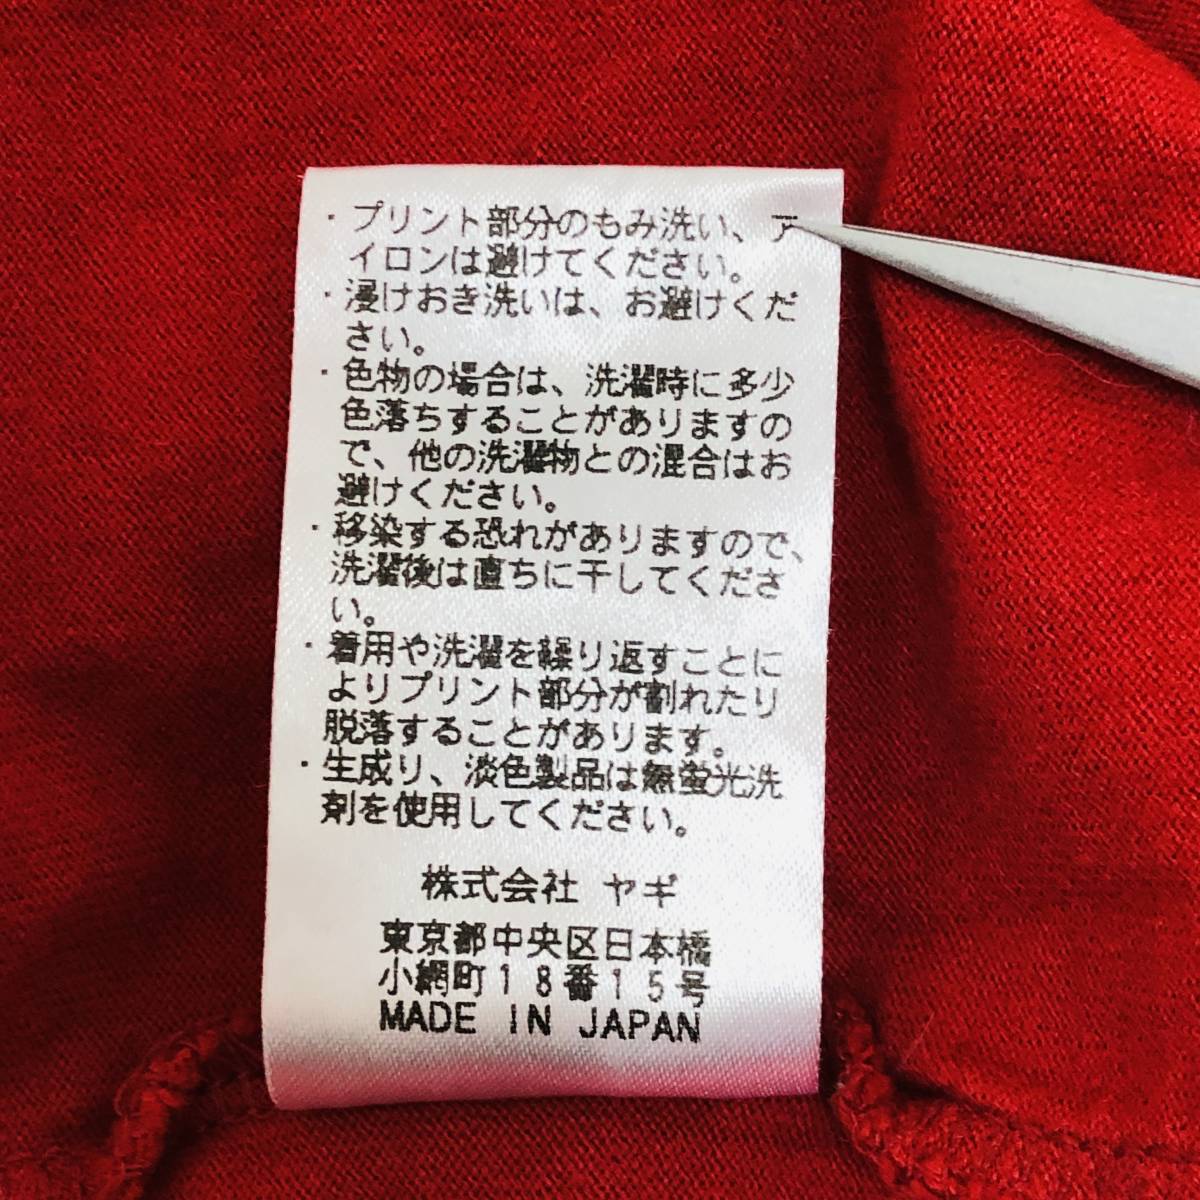 ・プリント部分のもみ洗い、ア
イロンは避けてください。
・浸けおき洗いは、お避けくだ
さい。
・色物の場合は、洗濯時に多少
色落ちすることがありますの
で、他の洗濯物との混合はお
避けください。
・移染する恐れがありますので、
洗濯後は直ちに干してくださ
い。
・着用や洗濯を繰り返すことに
よりプリント部分が割れたり
脱落することがあります。
・生成り、淡色製品は無蛍光洗
剤を使用してください。
株式会社 ヤギ
東京都中央区日本橋
小網町18番15号
MADE IN JAPAN